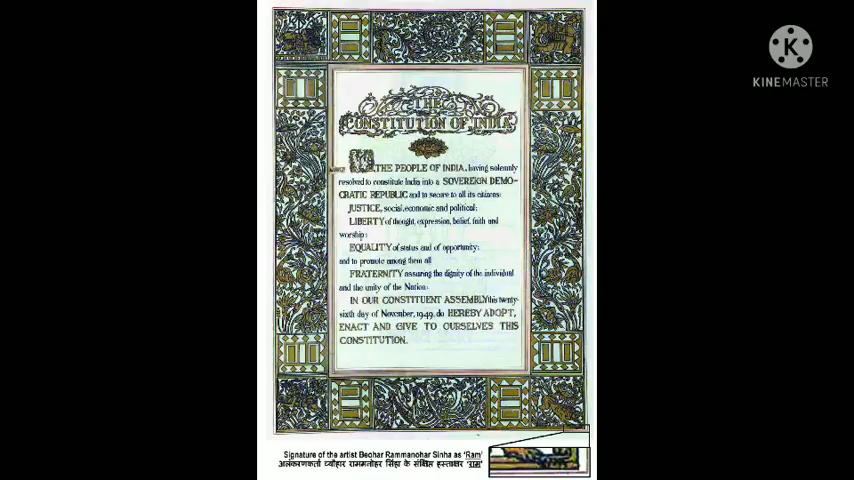 THE
CONSTITUTION OF INDIA
WE, THE PEOPLE OF INDIA, having solemnly
resolved to constitute India into a SOVEREIGN DEMO-
CRATIC REPUBLIC and to secure to all its citizens:
JUSTICE, social, economic and political;
LIBERTY of thought, expression, belief, faith and
worship;
EQUALITY of status and of opportunity;
and to promote among them all
FRATERNITY assuring the dignity of the individual
and the unity of the Nation;
IN OUR CONSTITUENT ASSEMBLY this twenty-
sixth day of November, 1949, do HEREBY ADOPT,
ENACT AND GIVE TO OURSELVES THIS
CONSTITUTION.
Signature of the artist Beohar Rammanohar Sinha as 'Ram'
अलंकरणकर्ता ब्यौहार राममनोहर सिंहा के संक्षिप्त हस्ताक्षर 'राम'
K
KINEMASTER